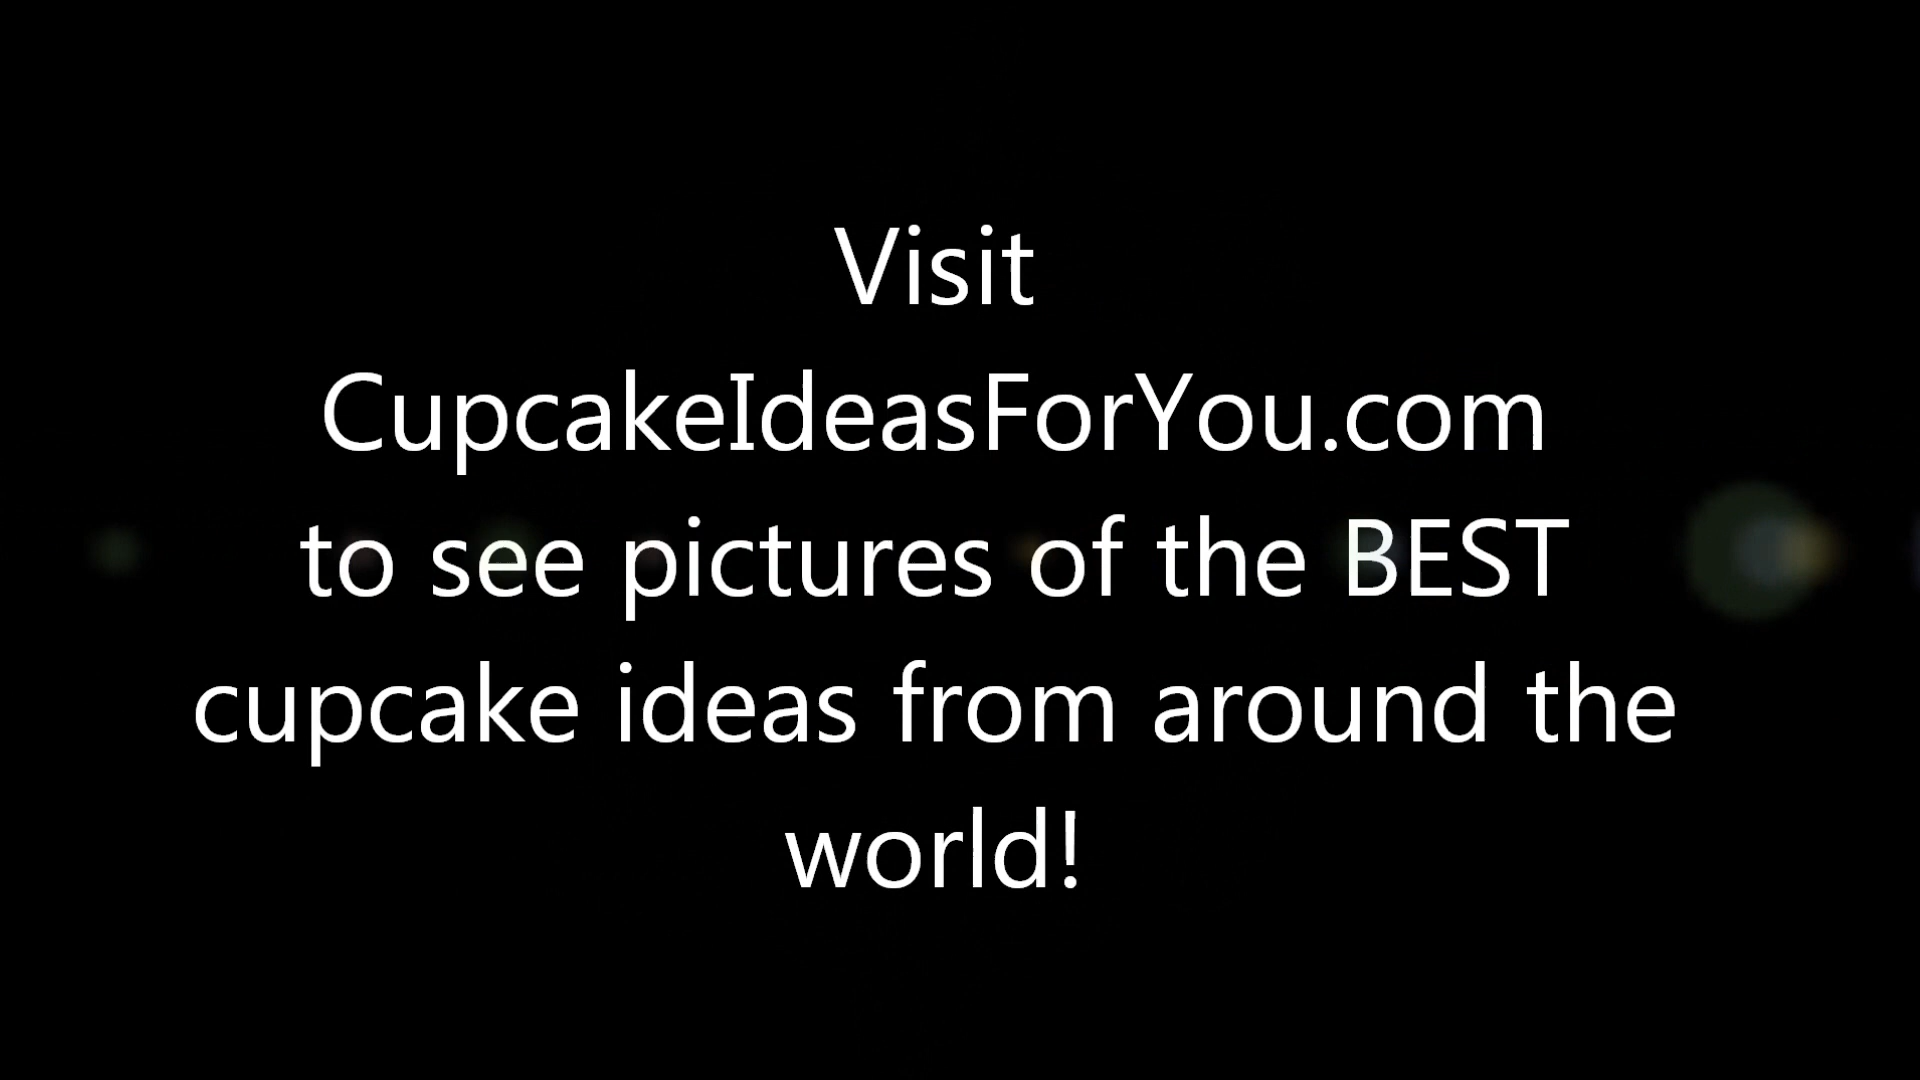 Visit
CupcakeIdeasForYou.com
to see pictures of the BEST
cupcake ideas from around the
world!